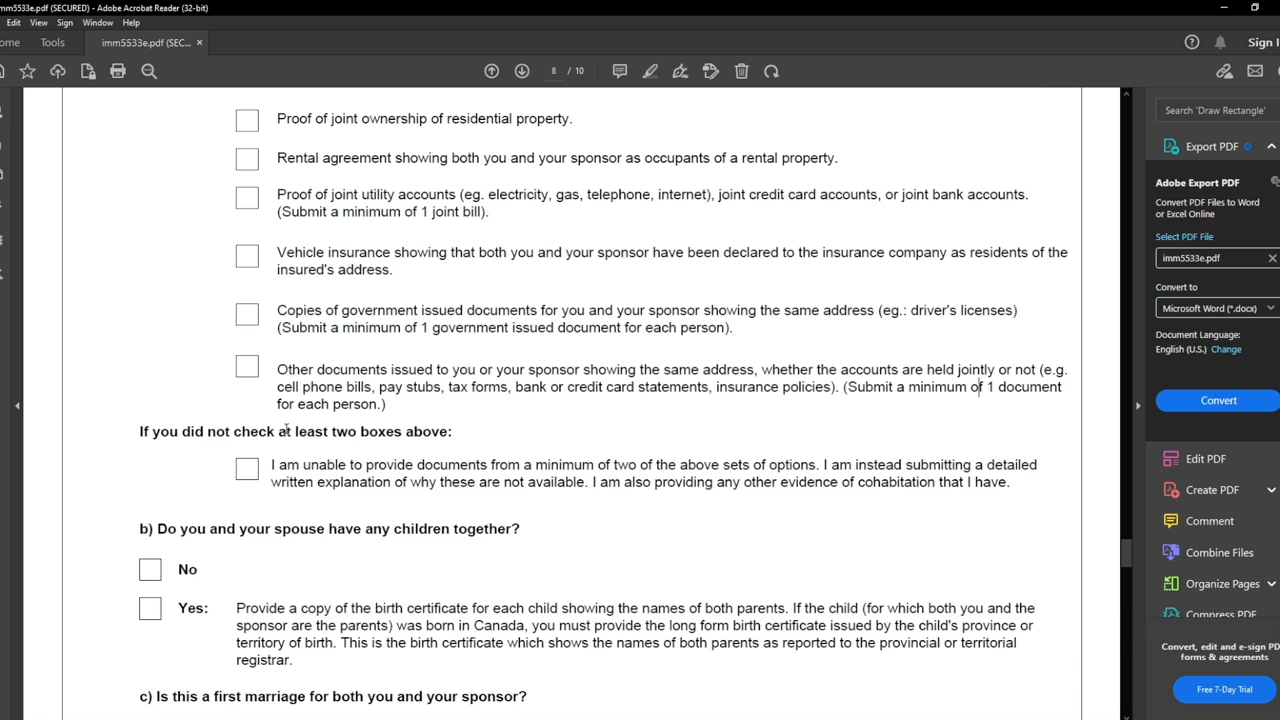 imm5533e.pdf (SECURED) - Adobe Acrobat Reader (32-bit)
Edit View Sign Window Help
ome Tools imm5533e.pdf (SEC... × Sign I
8 / 10
Proof of joint ownership of residential property.
Rental agreement showing both you and your sponsor as occupants of a rental property.
Proof of joint utility accounts (eg. electricity, gas, telephone, internet), joint credit card accounts, or joint bank accounts.
(Submit a minimum of 1 joint bill).
Vehicle insurance showing that both you and your sponsor have been declared to the insurance company as residents of the
insured's address.
Copies of government issued documents for you and your sponsor showing the same address (eg.: driver's licenses)
(Submit a minimum of 1 government issued document for each person).
Other documents issued to you or your sponsor showing the same address, whether the accounts are held jointly or not (e.g.
cell phone bills, pay stubs, tax forms, bank or credit card statements, insurance policies). (Submit a minimum of 1 document
for each person.)
If you did not check at least two boxes above:
I am unable to provide documents from a minimum of two of the above sets of options. I am instead submitting a detailed
written explanation of why these are not available. I am also providing any other evidence of cohabitation that I have.
b) Do you and your spouse have any children together?
No
Yes: Provide a copy of the birth certificate for each child showing the names of both parents. If the child (for which both you and the
sponsor are the parents) was born in Canada, you must provide the long form birth certificate issued by the child's province or
territory of birth. This is the birth certificate which shows the names of both parents as reported to the provincial or territorial
registrar.
c) Is this a first marriage for both you and your sponsor?
Search 'Draw Rectangle'
Export PDF
Adobe Export PDF
Convert PDF Files to Word
or Excel Online
Select PDF File
imm5533e.pdf
Convert to
Microsoft Word (*.docx)
Document Language:
English (U.S.) Change
Convert
Edit PDF
Create PDF
Comment
Combine Files
Organize Pages
Compress PDF
Convert, edit and e-sign PD
forms & agreements
Free 7-Day Trial